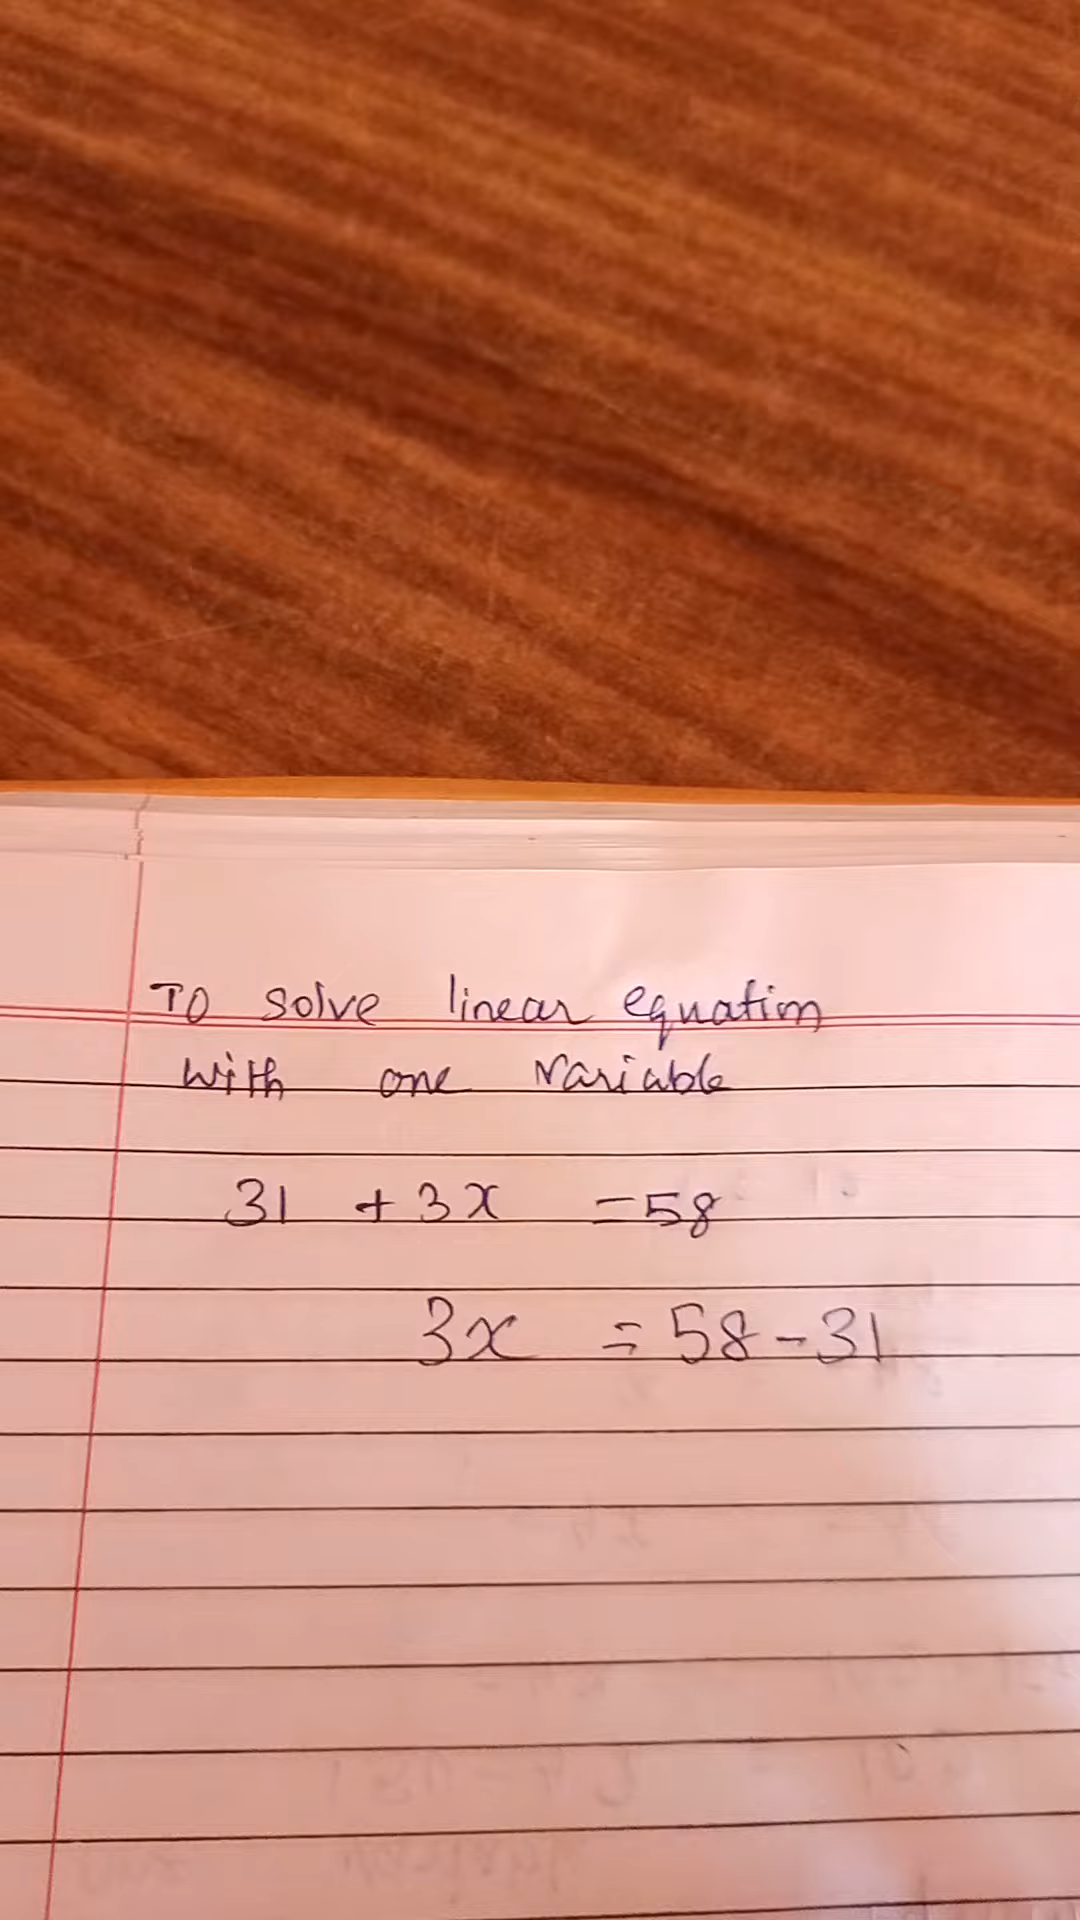 To solve linear equation
with one variable
31 + 3x = 58
3x = 58 - 31